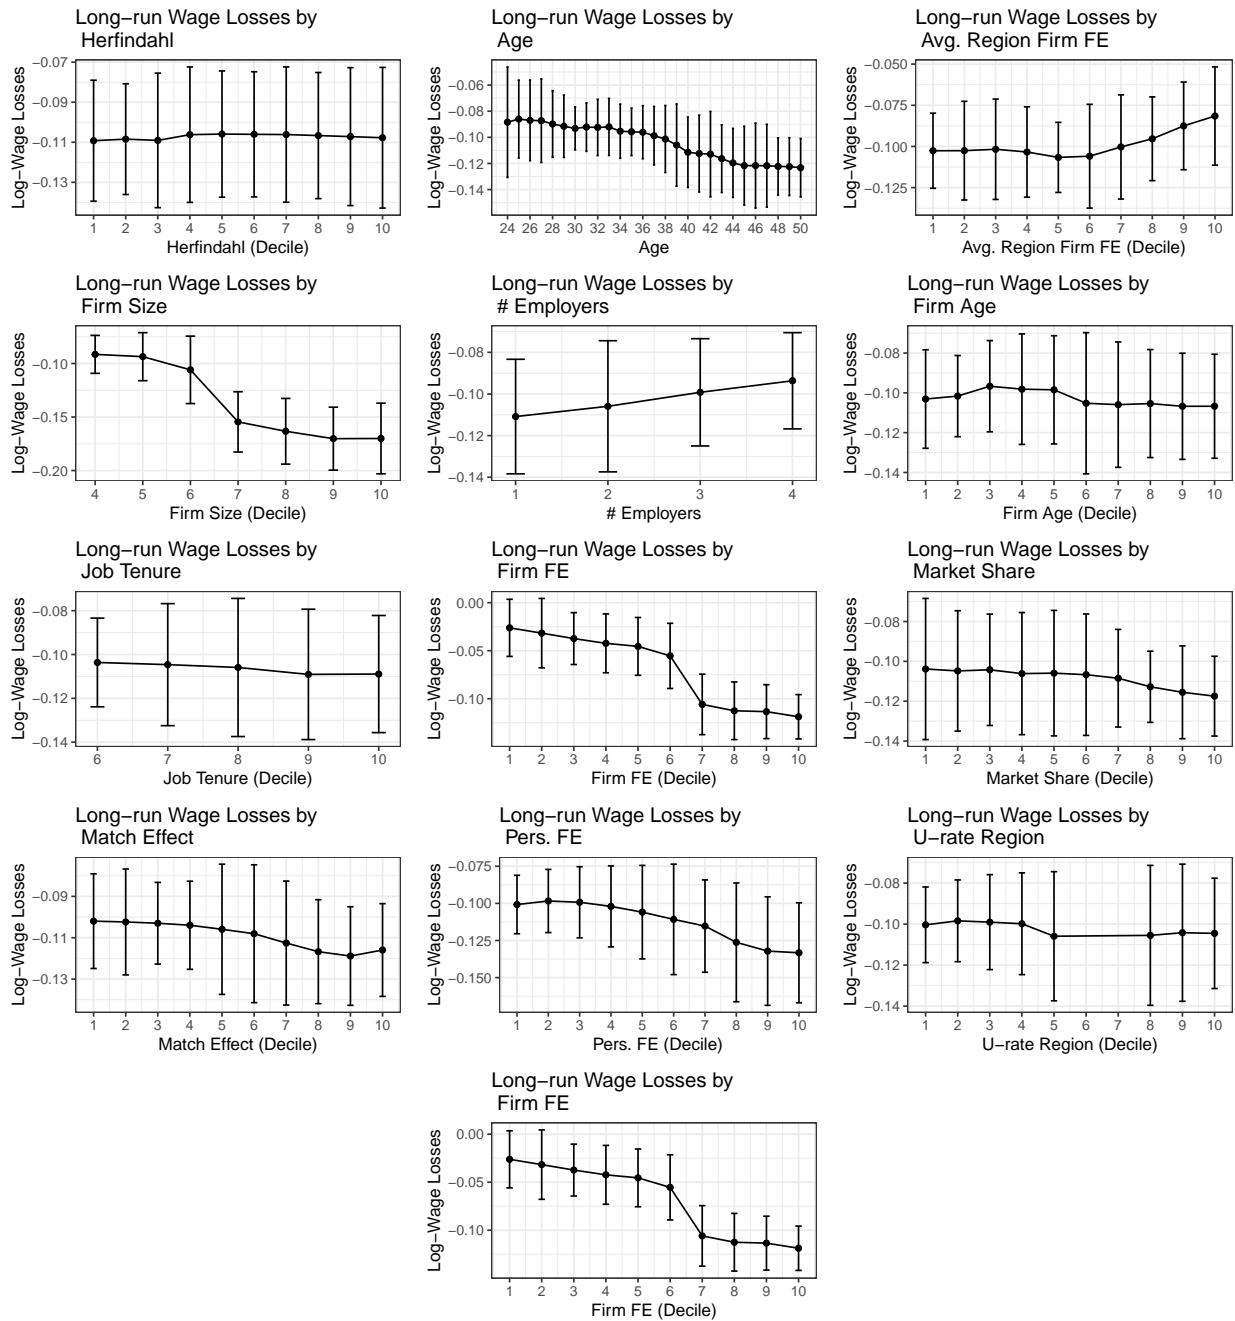 Long−run Wage Losses by
Herfindahl
Log−Wage Losses
−0.07
−0.09
−0.11
−0.13
1 2 3 4 5 6 7 8 9 10
Herfindahl (Decile)
Long−run Wage Losses by
Age
Log−Wage Losses
−0.06
−0.08
−0.10
−0.12
−0.14
24 26 28 30 32 34 36 38 40 42 44 46 48 50
Age
Long−run Wage Losses by
Avg. Region Firm FE
Log−Wage Losses
−0.050
−0.075
−0.100
−0.125
1 2 3 4 5 6 7 8 9 10
Avg. Region Firm FE (Decile)
Long−run Wage Losses by
Firm Size
Log−Wage Losses
−0.10
−0.15
−0.20
4 5 6 7 8 9 10
Firm Size (Decile)
Long−run Wage Losses by
# Employers
Log−Wage Losses
−0.08
−0.10
−0.12
−0.14
1 2 3 4
# Employers
Long−run Wage Losses by
Firm Age
Log−Wage Losses
−0.08
−0.10
−0.12
−0.14
1 2 3 4 5 6 7 8 9 10
Firm Age (Decile)
Long−run Wage Losses by
Job Tenure
Log−Wage Losses
−0.08
−0.10
−0.12
−0.14
6 7 8 9 10
Job Tenure (Decile)
Long−run Wage Losses by
Firm FE
Log−Wage Losses
0.00
−0.05
−0.10
1 2 3 4 5 6 7 8 9 10
Firm FE (Decile)
Long−run Wage Losses by
Market Share
Log−Wage Losses
−0.08
−0.10
−0.12
−0.14
1 2 3 4 5 6 7 8 9 10
Market Share (Decile)
Long−run Wage Losses by
Match Effect
Log−Wage Losses
−0.09
−0.11
−0.13
1 2 3 4 5 6 7 8 9 10
Match Effect (Decile)
Long−run Wage Losses by
Pers. FE
Log−Wage Losses
−0.075
−0.100
−0.125
−0.150
1 2 3 4 5 6 7 8 9 10
Pers. FE (Decile)
Long−run Wage Losses by
U−rate Region
Log−Wage Losses
−0.08
−0.10
−0.12
−0.14
1 2 3 4 5 6 7 8 9 10
U−rate Region (Decile)
Long−run Wage Losses by
Firm FE
Log−Wage Losses
0.00
−0.05
−0.10
1 2 3 4 5 6 7 8 9 10
Firm FE (Decile)